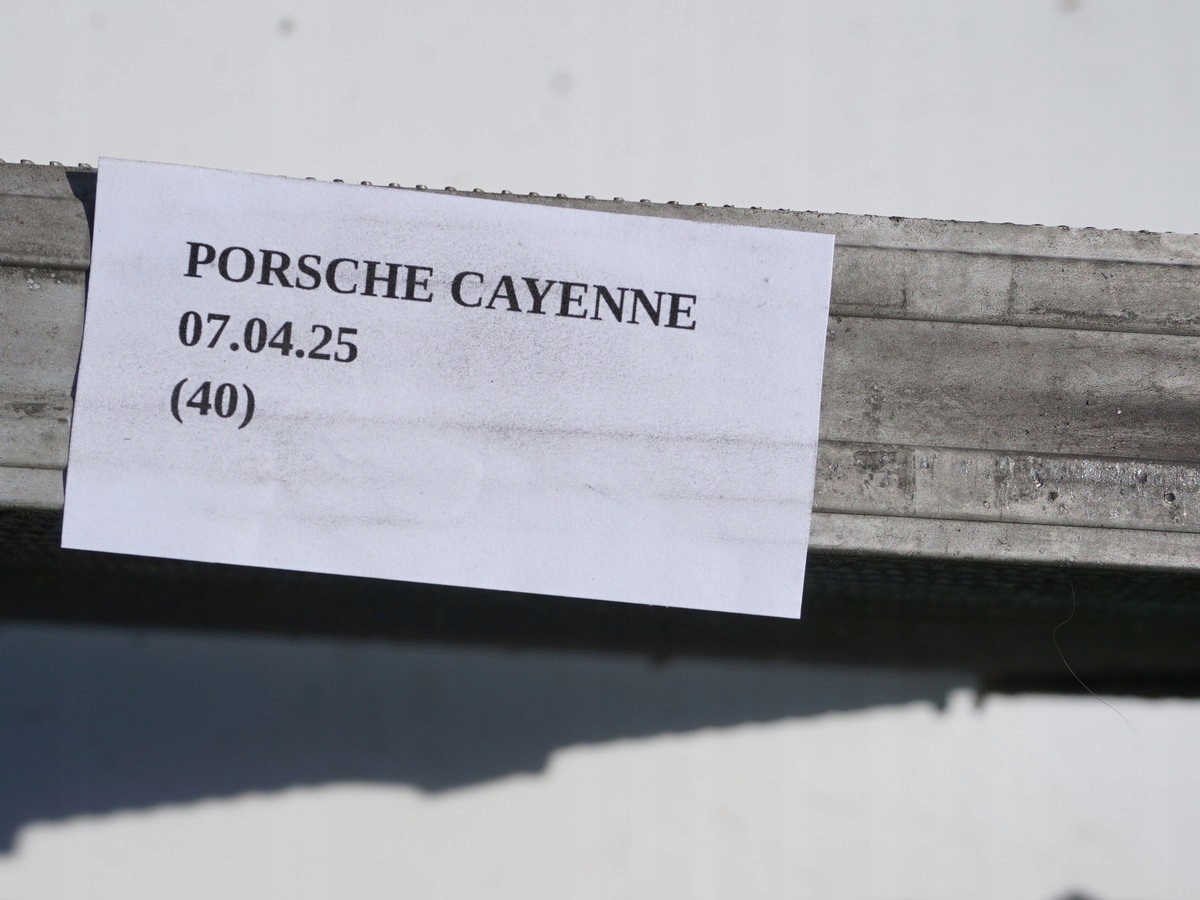 PORSCHE CAYENNE
07.04.25
(40)